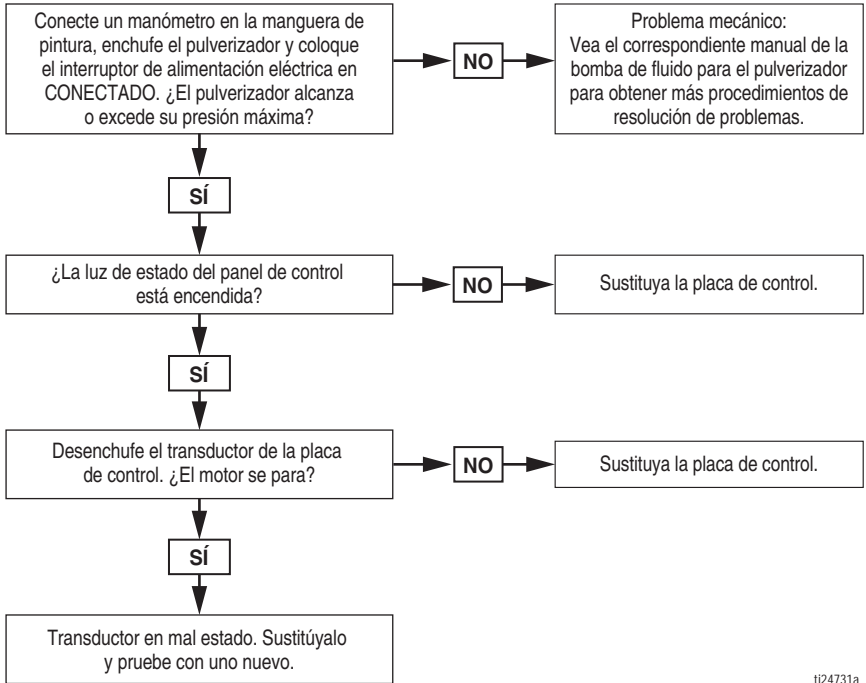 Conecte un manómetro en la manguera de
pintura, enchufe el pulverizador y coloque
el interruptor de alimentación eléctrica en
CONECTADO. ¿El pulverizador alcanza
o excede su presión máxima?
NO
Problema mecánico:
Vea el correspondiente manual de la
bomba de fluido para el pulverizador
para obtener más procedimientos de
resolución de problemas.
SÍ
¿La luz de estado del panel de control
está encendida?
NO
Sustituya la placa de control.
SÍ
Desenchufe el transductor de la placa
de control. ¿El motor se para?
NO
Sustituya la placa de control.
SÍ
Transductor en mal estado. Sustitúyalo
y pruebe con uno nuevo.
ti24731a